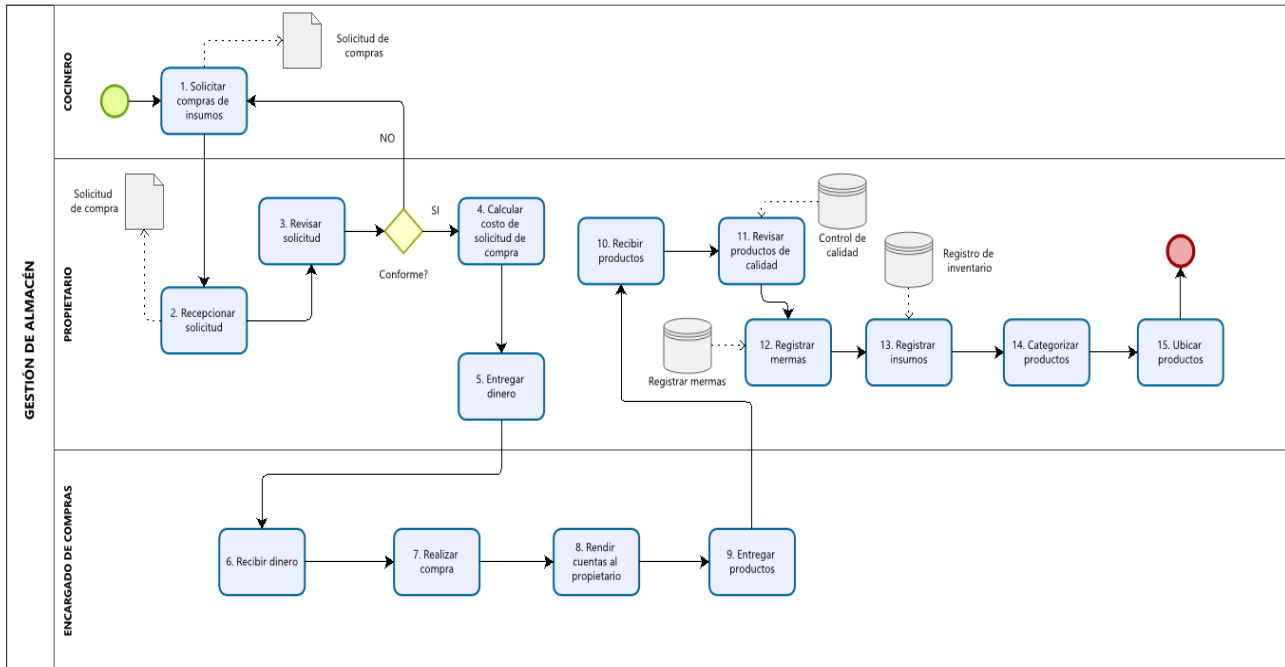 GESTIÓN DE ALMACÉN
COCINERO
Solicitud de
compras
1. Solicitar
compras de
insumos
NO
PROPIETARIO
Solicitud
de compra
2. Recepcionar
solicitud
3. Revisar
solicitud
Conforme?
SI
4. Calcular
costo de
solicitud de
compra
5. Entregar
dinero
10. Recibir
productos
11. Revisar
productos de
calidad
Control de
calidad
Registro de
inventario
Registrar mermas
12. Registrar
mermas
13. Registrar
insumos
14. Categorizar
productos
15. Ubicar
productos
ENCARGADO DE COMPRAS
6. Recibir dinero
7. Realizar
compra
8. Rendir
cuentas al
propietario
9. Entregar
productos